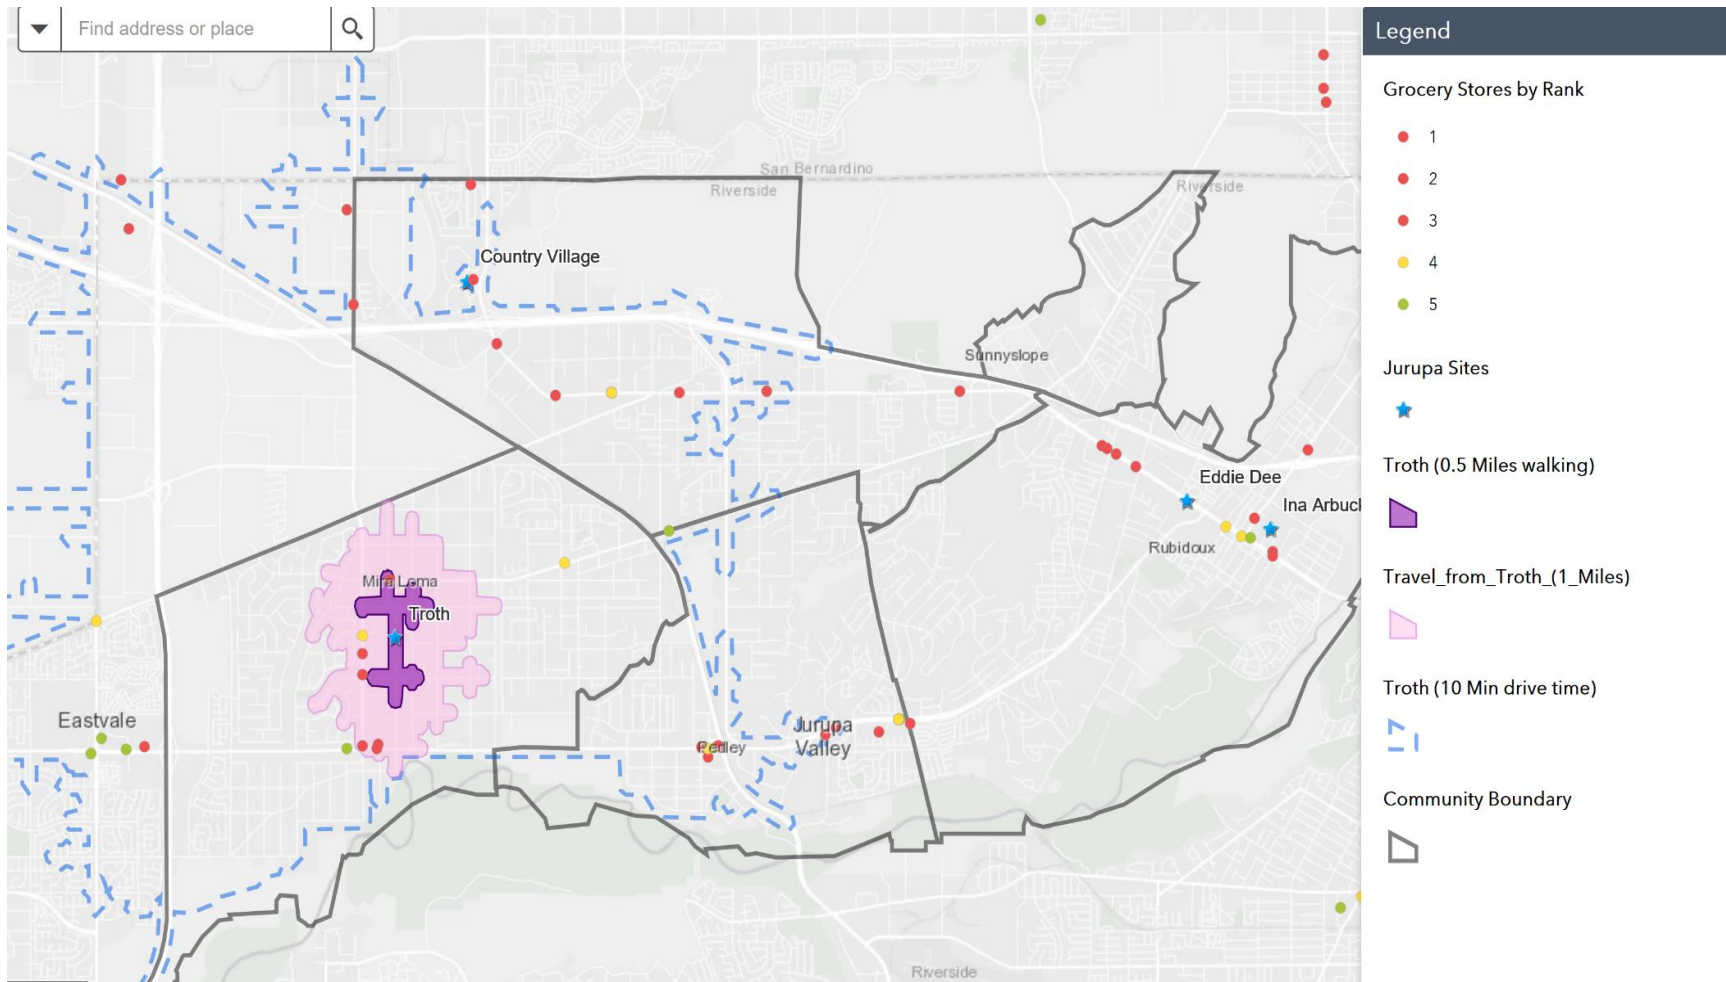 Find address or place
Legend
Grocery Stores by Rank
1
2
3
4
5
Jurupa Sites
Troth (0.5 Miles walking)
Travel_from_Troth_(1_Miles)
Troth (10 Min drive time)
Community Boundary
San Bernardino
Riverside
Riverside
Country Village
Sunnyslope
Eddie Dee
Ina Arbuck
Rubidoux
Mira Loma
Troth
Eastvale
Pedley
Jurupa
Valley
Riverside